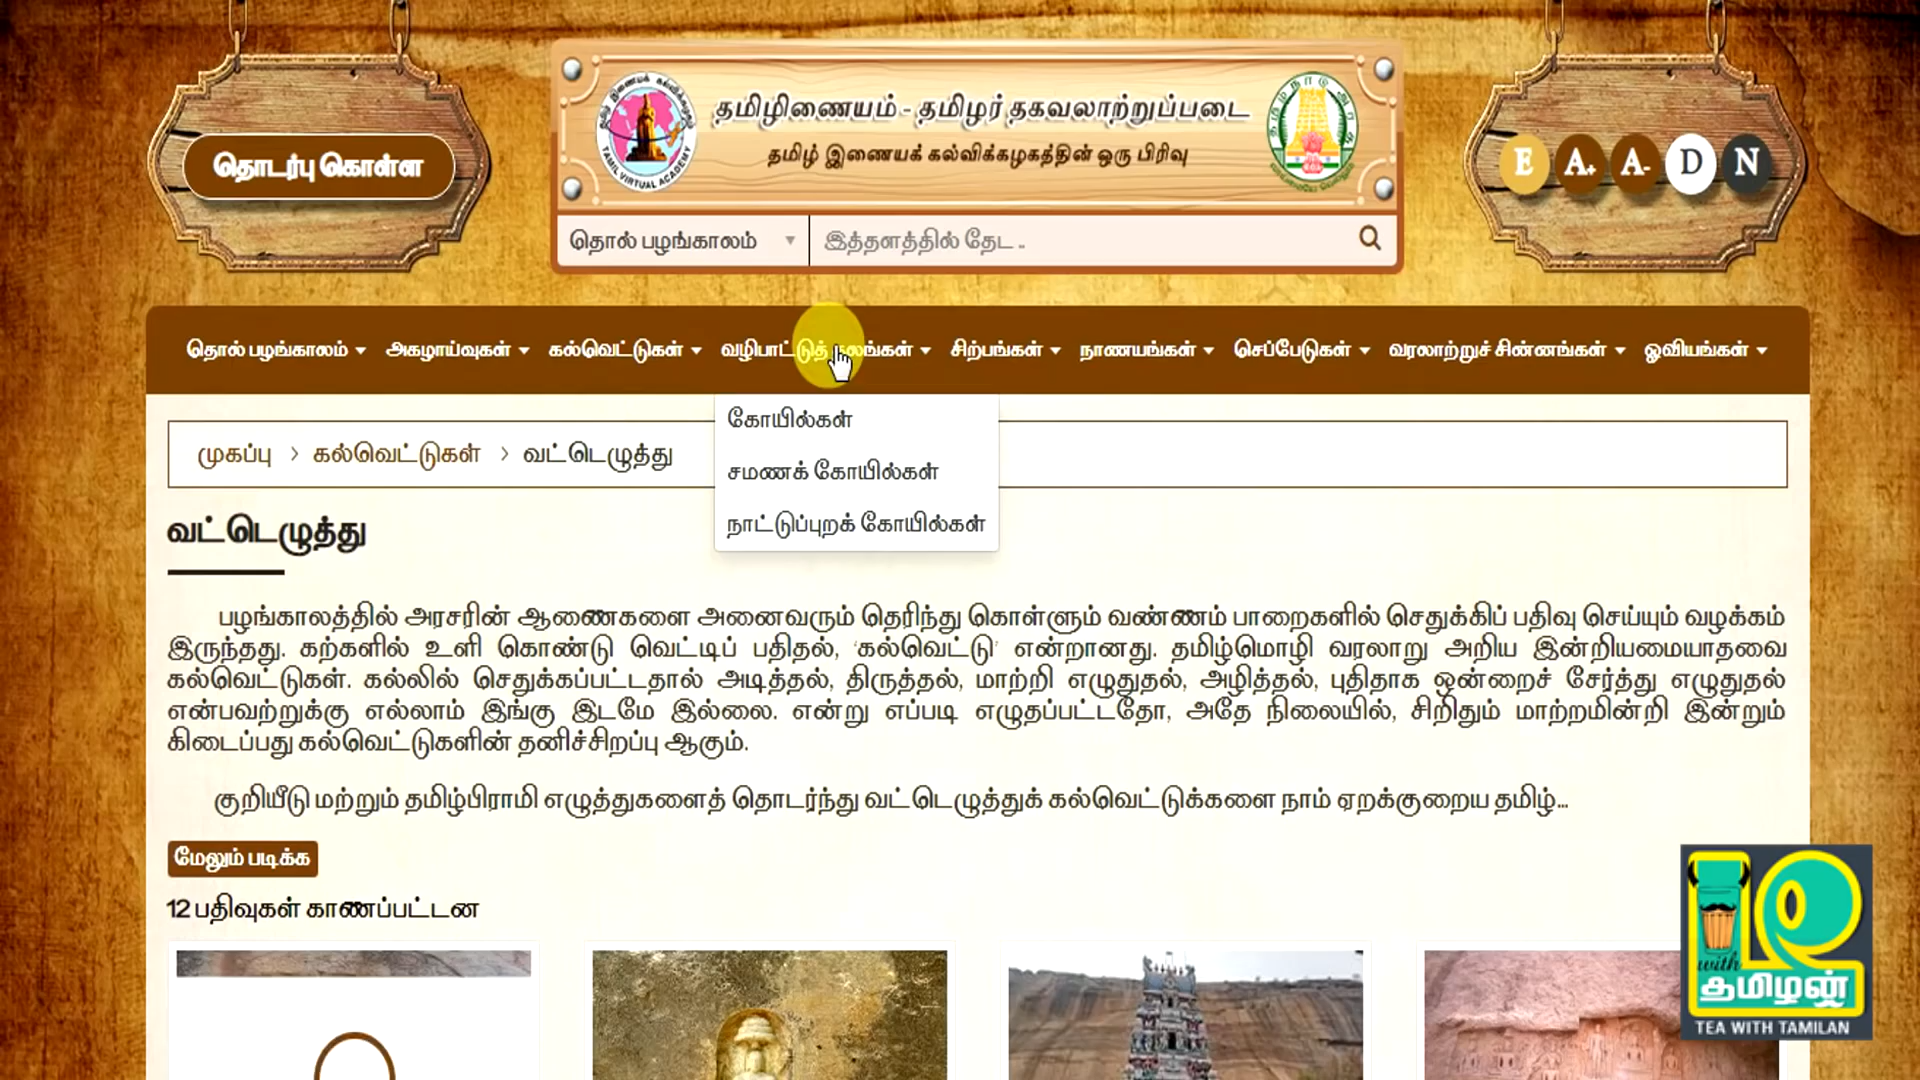 தொடர்பு கொள்ள
தமிழிணையம் - தமிழர் தகவலாற்றுப்படை
தமிழ் இணையக் கல்விக்கழகத்தின் ஒரு பிரிவு
TAMIL VIRTUAL ACADEMY
E A+ A- D N
தொல் பழங்காலம் இத்தளத்தில் தேட ..
தொல் பழங்காலம் அகழாய்வுகள் கல்வெட்டுகள் வழிபாட்டுத் சிற்பங்கள் நாணயங்கள் செப்பேடுகள் வரலாற்றுச் சின்னங்கள் ஓவியங்கள்
கோயில்கள்
சமணக் கோயில்கள்
நாட்டுப்புறக் கோயில்கள்
முகப்பு > கல்வெட்டுகள் > வட்டெழுத்து
வட்டெழுத்து
பழங்காலத்தில் அரசரின் ஆணைகளை அனைவரும் தெரிந்து கொள்ளும் வண்ணம் பாறைகளில் செதுக்கிப் பதிவு செய்யும் வழக்கம்
இருந்தது. கற்களில் உளி கொண்டு வெட்டிப் பதிதல், 'கல்வெட்டு' என்றானது. தமிழ்மொழி வரலாறு அறிய இன்றியமையாதவை
கல்வெட்டுகள். கல்லில் செதுக்கப்பட்டதால் அடித்தல், திருத்தல், மாற்றி எழுதுதல், அழித்தல், புதிதாக ஒன்றைச் சேர்த்து எழுதுதல்
என்பவற்றுக்கு எல்லாம் இங்கு இடமே இல்லை. என்று எப்படி எழுதப்பட்டதோ, அதே நிலையில், சிறிதும் மாற்றமின்றி இன்றும்
கிடைப்பது கல்வெட்டுகளின் தனிச்சிறப்பு ஆகும்.
குறியீடு மற்றும் தமிழ்பிராமி எழுத்துகளைத் தொடர்ந்து வட்டெழுத்துக் கல்வெட்டுக்களை நாம் ஏறக்குறைய தமிழ்...
மேலும் படிக்க
12 பதிவுகள் காணப்பட்டன
with
தமிழன்
TEA WITH TAMILAN